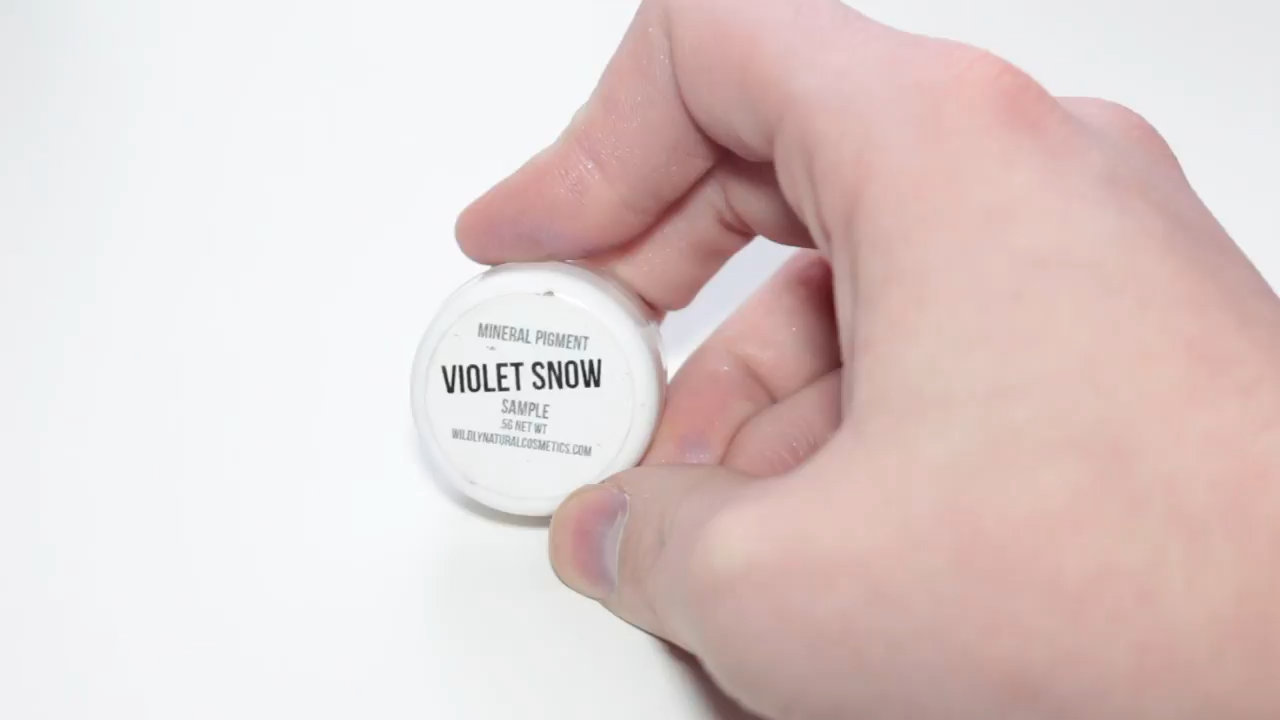 MINERAL PIGMENT
VIOLET SNOW
SAMPLE
.5G NET WT
WILDLYNATURALCOSMETICS.COM